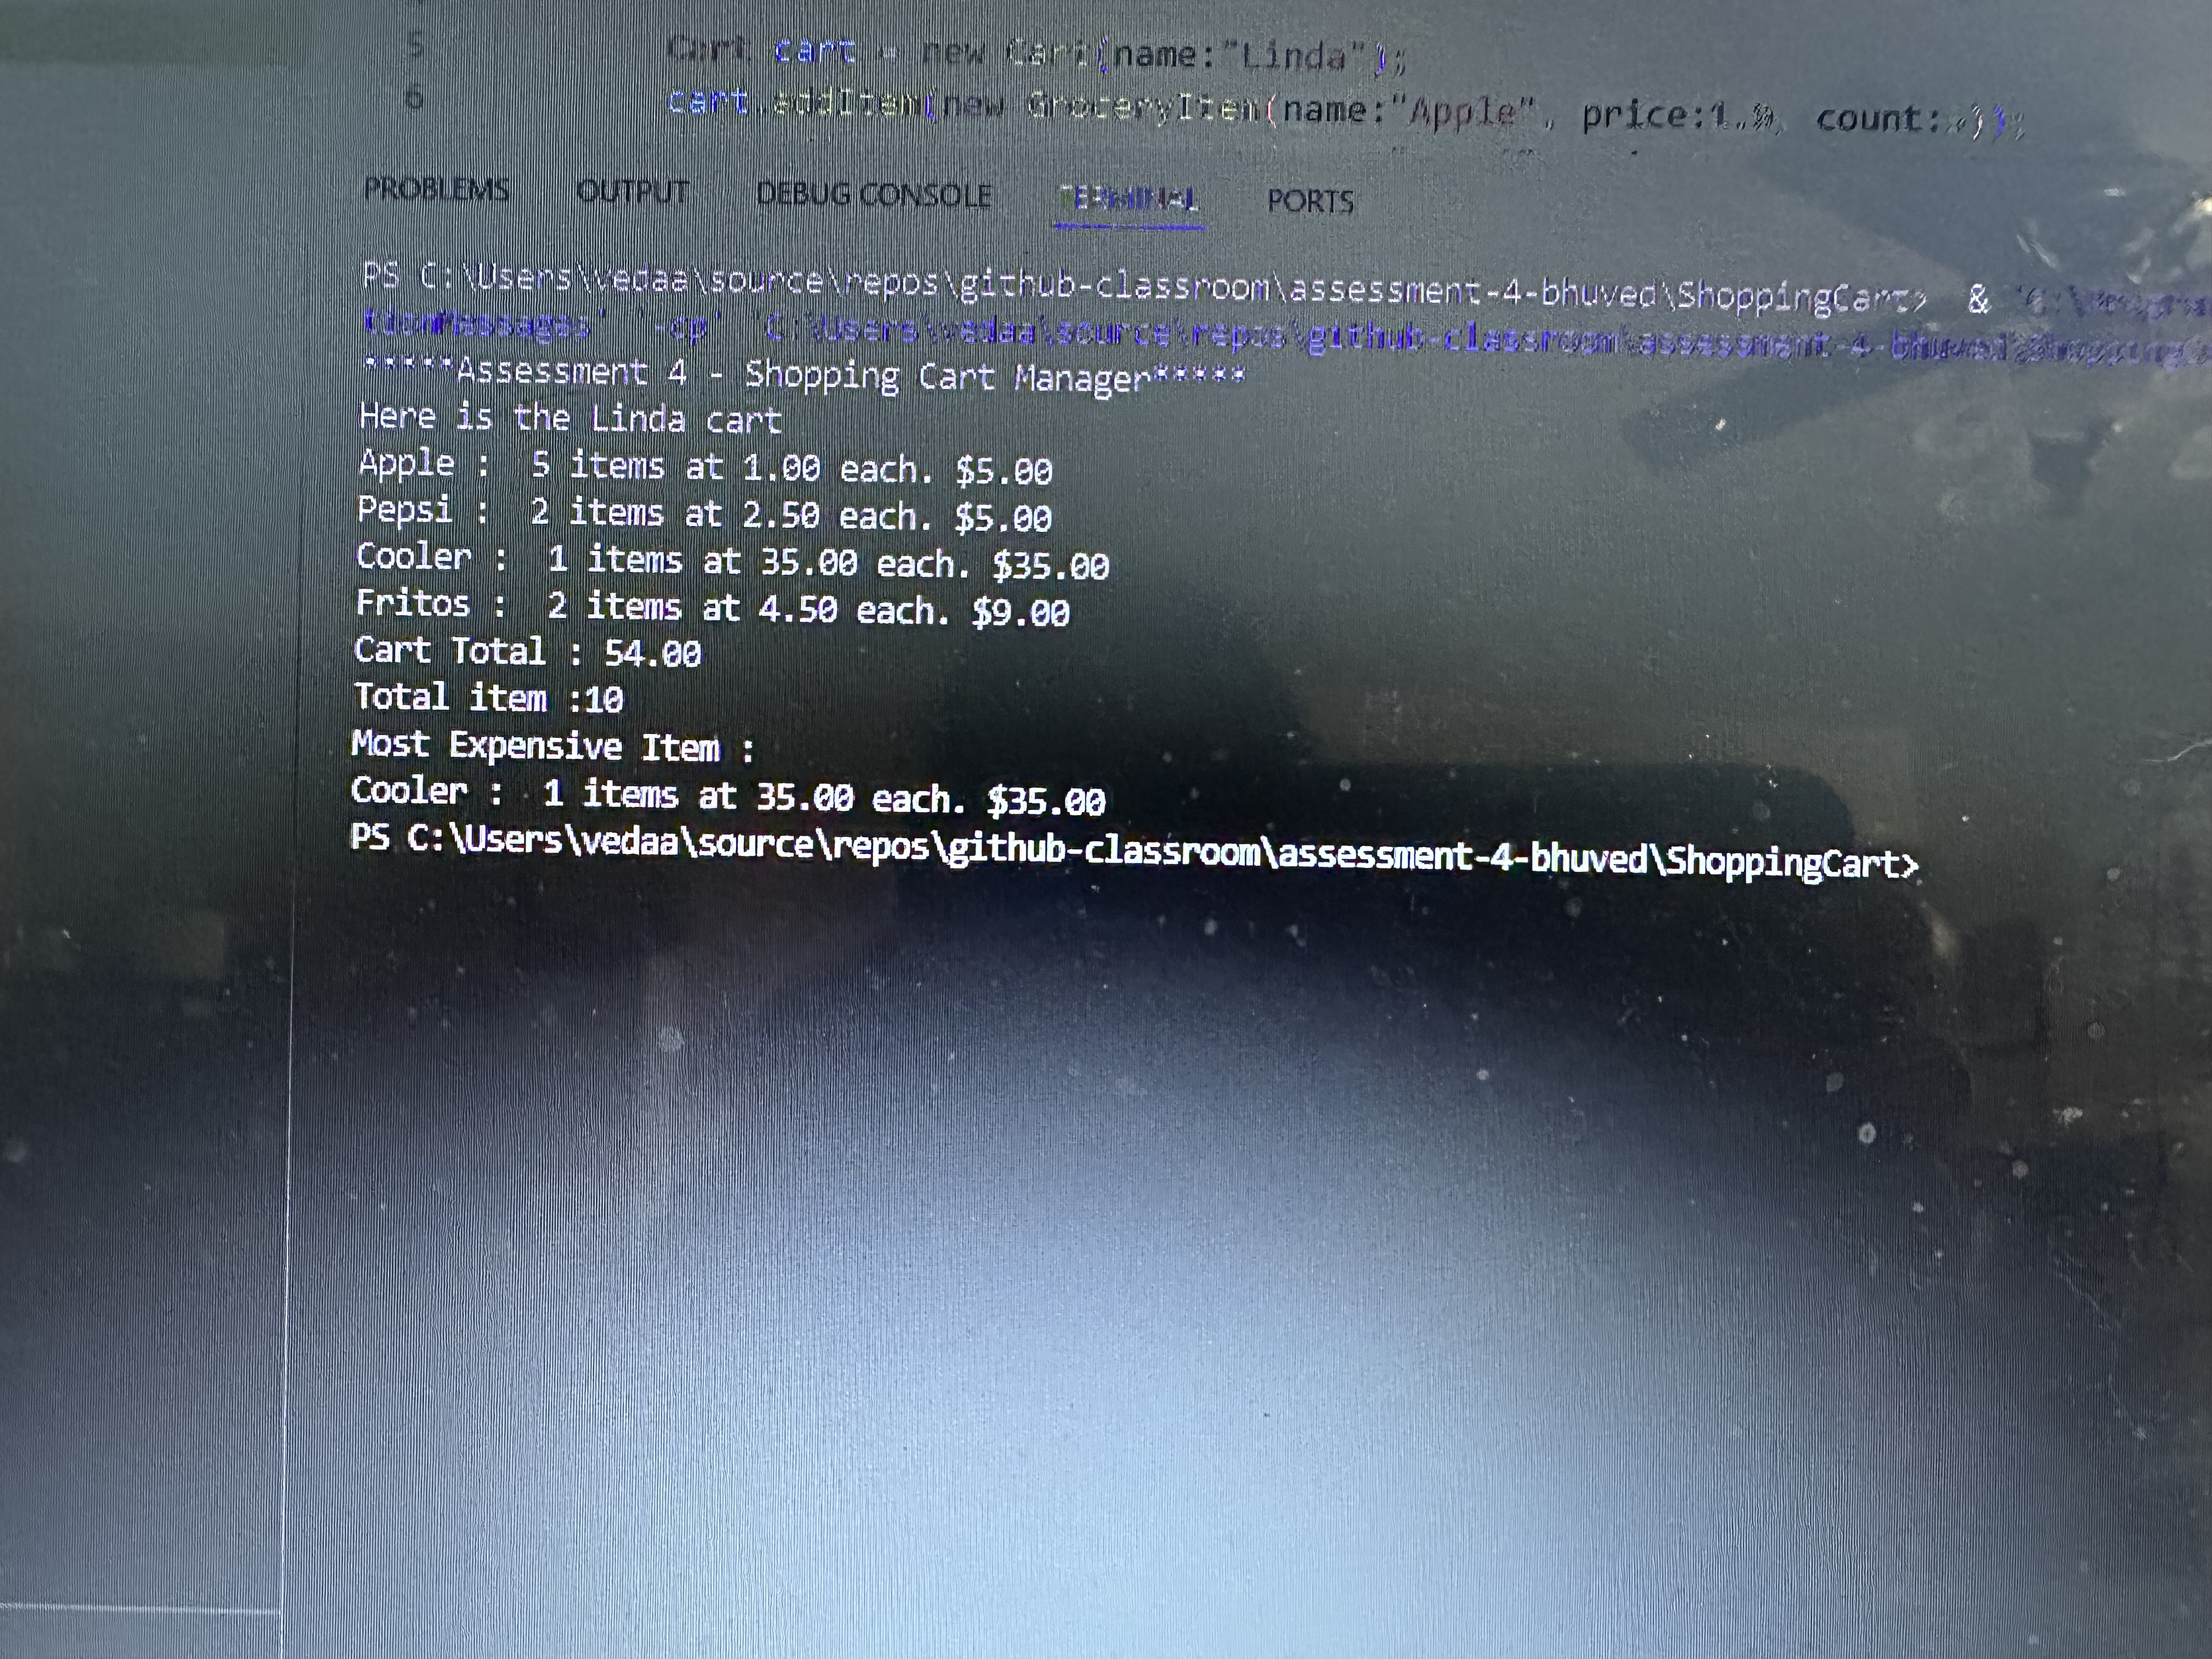 5 Cart cart = new Cart(name:"Linda");
6 cart.addItem(new GroceryItem(name:"Apple", price:1. count:
PROBLEMS OUTPUT DEBUG CONSOLE TERMINAL PORTS
PS C:\Users\vedaa\source\repos\github-classroom\assessment-4-bhuved\ShoppingCart> &
'-cp' 'C:\Users\vedaa\source\repos\github-classroom\assessment-4-bhuved\
*****Assessment 4 - Shopping Cart Manager*****
Here is the Linda cart
Apple :  5 items at 1.00 each. $5.00
Pepsi :  2 items at 2.50 each. $5.00
Cooler :  1 items at 35.00 each. $35.00
Fritos :  2 items at 4.50 each. $9.00
Cart Total : 54.00
Total item :10
Most Expensive Item :
Cooler :  1 items at 35.00 each. $35.00
PS C:\Users\vedaa\source\repos\github-classroom\assessment-4-bhuved\ShoppingCart>